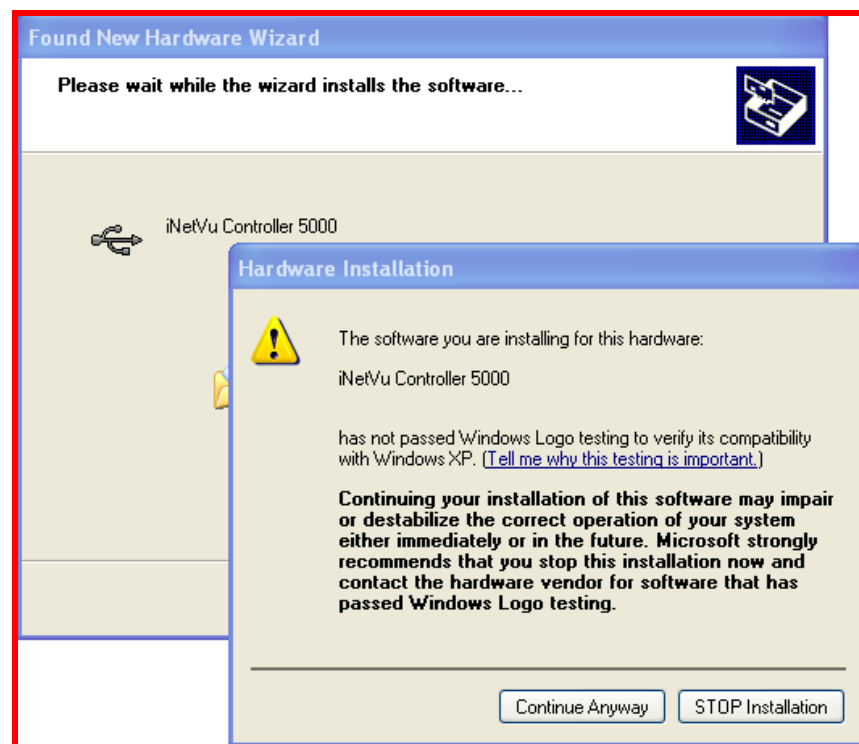 Found New Hardware Wizard
Please wait while the wizard installs the software...
iNetVu Controller 5000
Hardware Installation
The software you are installing for this hardware:
iNetVu Controller 5000
has not passed Windows Logo testing to verify its compatibility
with Windows XP. (Tell me why this testing is important.)
Continuing your installation of this software may impair
or destabilize the correct operation of your system
either immediately or in the future. Microsoft strongly
recommends that you stop this installation now and
contact the hardware vendor for software that has
passed Windows Logo testing.
Continue Anyway
STOP Installation